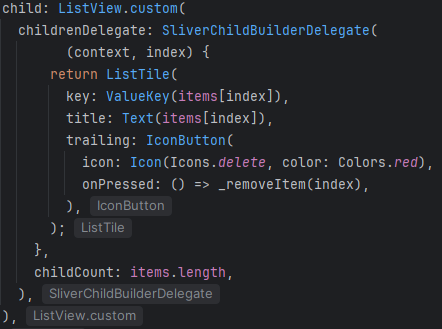 child: ListView.custom(
  childrenDelegate: SliverChildBuilderDelegate(
        (context, index) {
      return ListTile(
        key: ValueKey(items[index]),
        title: Text(items[index]),
        trailing: IconButton(
          icon: Icon(Icons.delete, color: Colors.red),
          onPressed: () => _removeItem(index),
        ), IconButton
      ); ListTile
    },
    childCount: items.length,
  ), SliverChildBuilderDelegate
), ListView.custom